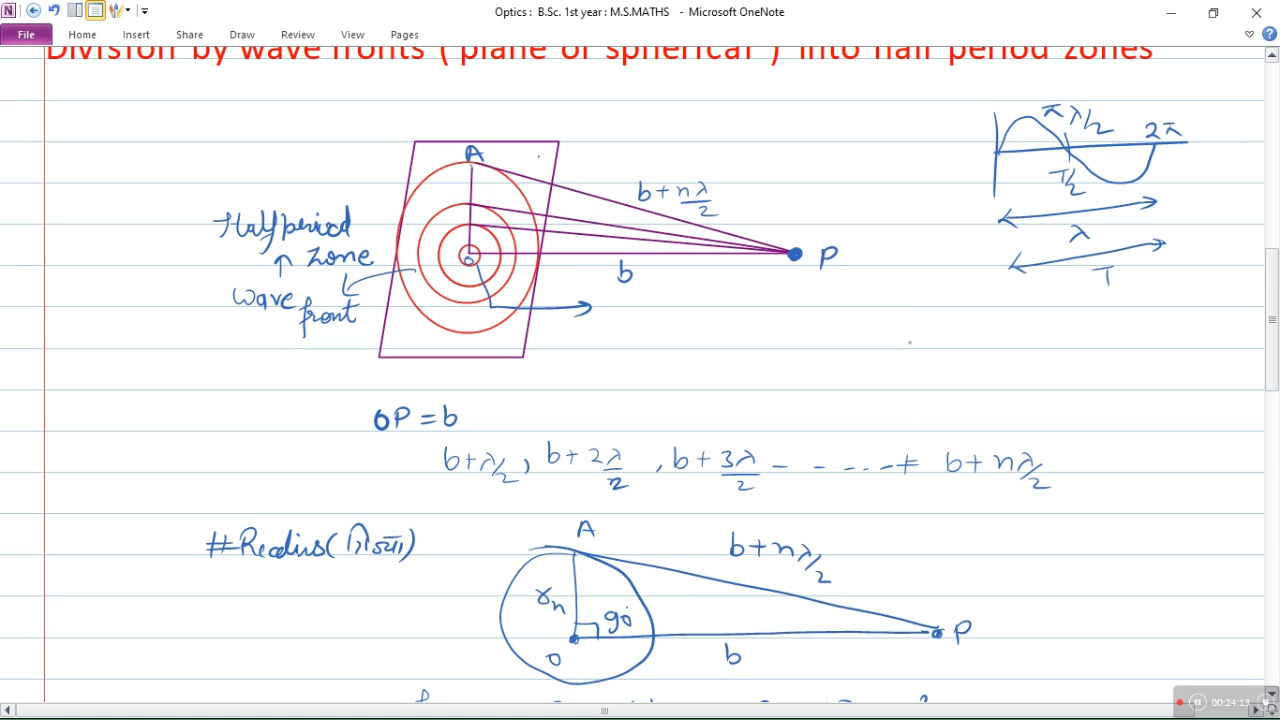 Optics : B.Sc. 1st year : M.S.MATHS - Microsoft OneNote
File Home Insert Share Draw Review View Pages
Division by wave fronts ( plane or spherical ) into half period zones
π λ/2
2π
T/2
λ
T
A
b + nλ/2
Half period
Zone
Wave
front
O
b
P
OP = b
b + λ/2 , b + 2λ/2 , b + 3λ/2 - - ----- b + nλ/2
#Radius (त्रिज्या)
A
b + nλ/2
rn
90°
O
b
P
00:24:13